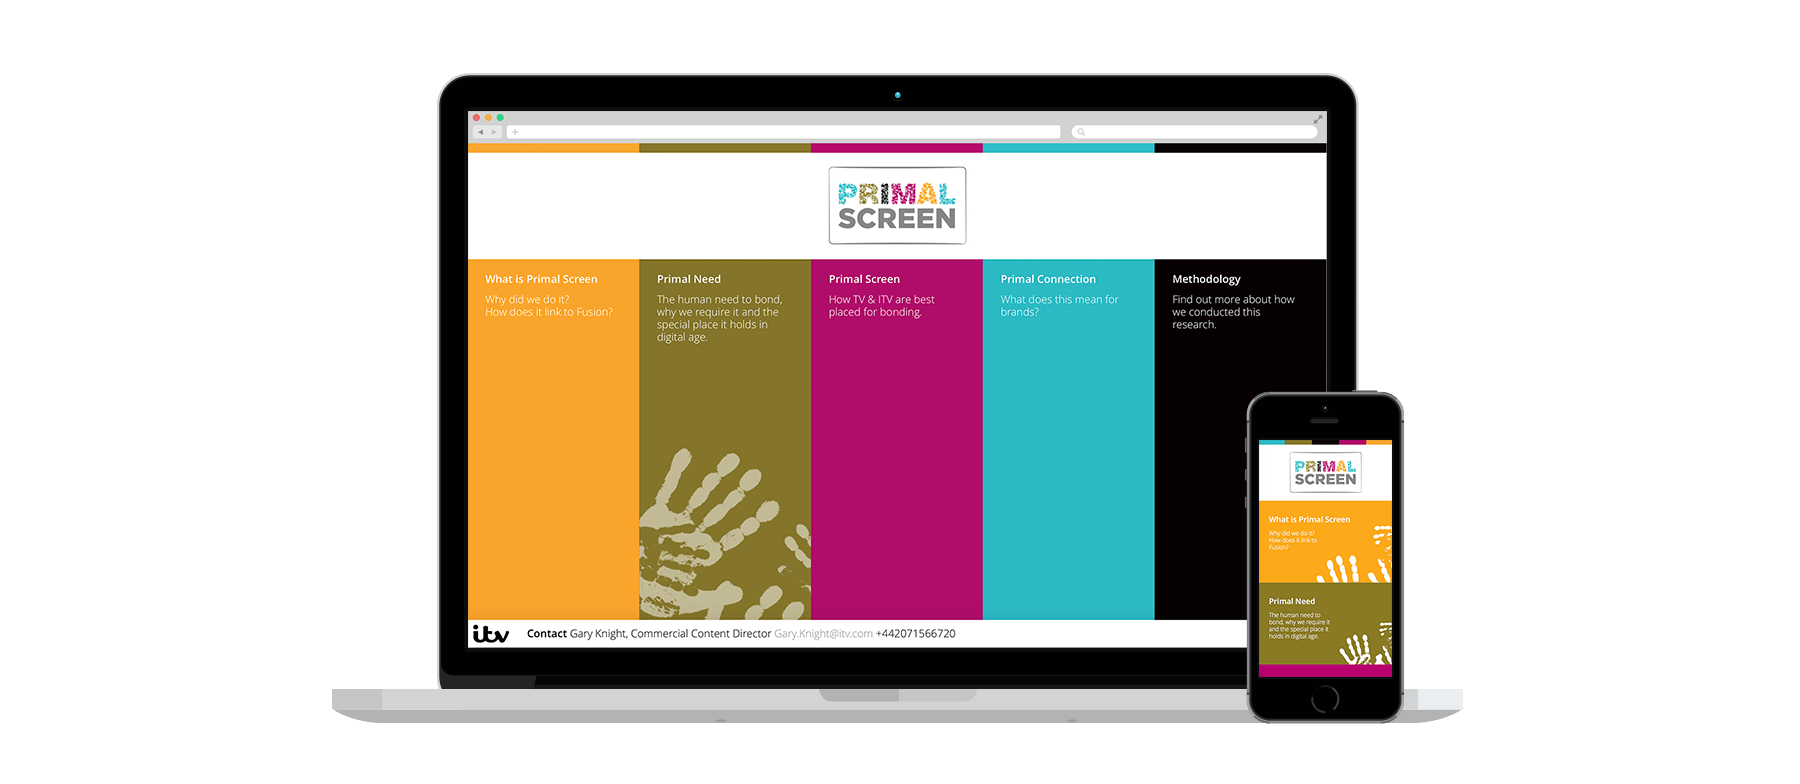 PRIMAL
SCREEN
What is Primal Screen
Why did we do it?
How does it link to Fusion?
Primal Need
The human need to bond,
why we require it and the
special place it holds in
digital age.
Primal Screen
How TV & ITV are best
placed for bonding.
Primal Connection
What does this mean for
brands?
Methodology
Find out more about how
we conducted this
research.
itv Contact Gary Knight, Commercial Content Director Gary.Knight@itv.com +442071566720
PRIMAL
SCREEN
What is Primal Screen
Why did we do it?
How does it link to
Fusion?
Primal Need
The human need to
bond, why we require it
and the special place it
holds in digital age.